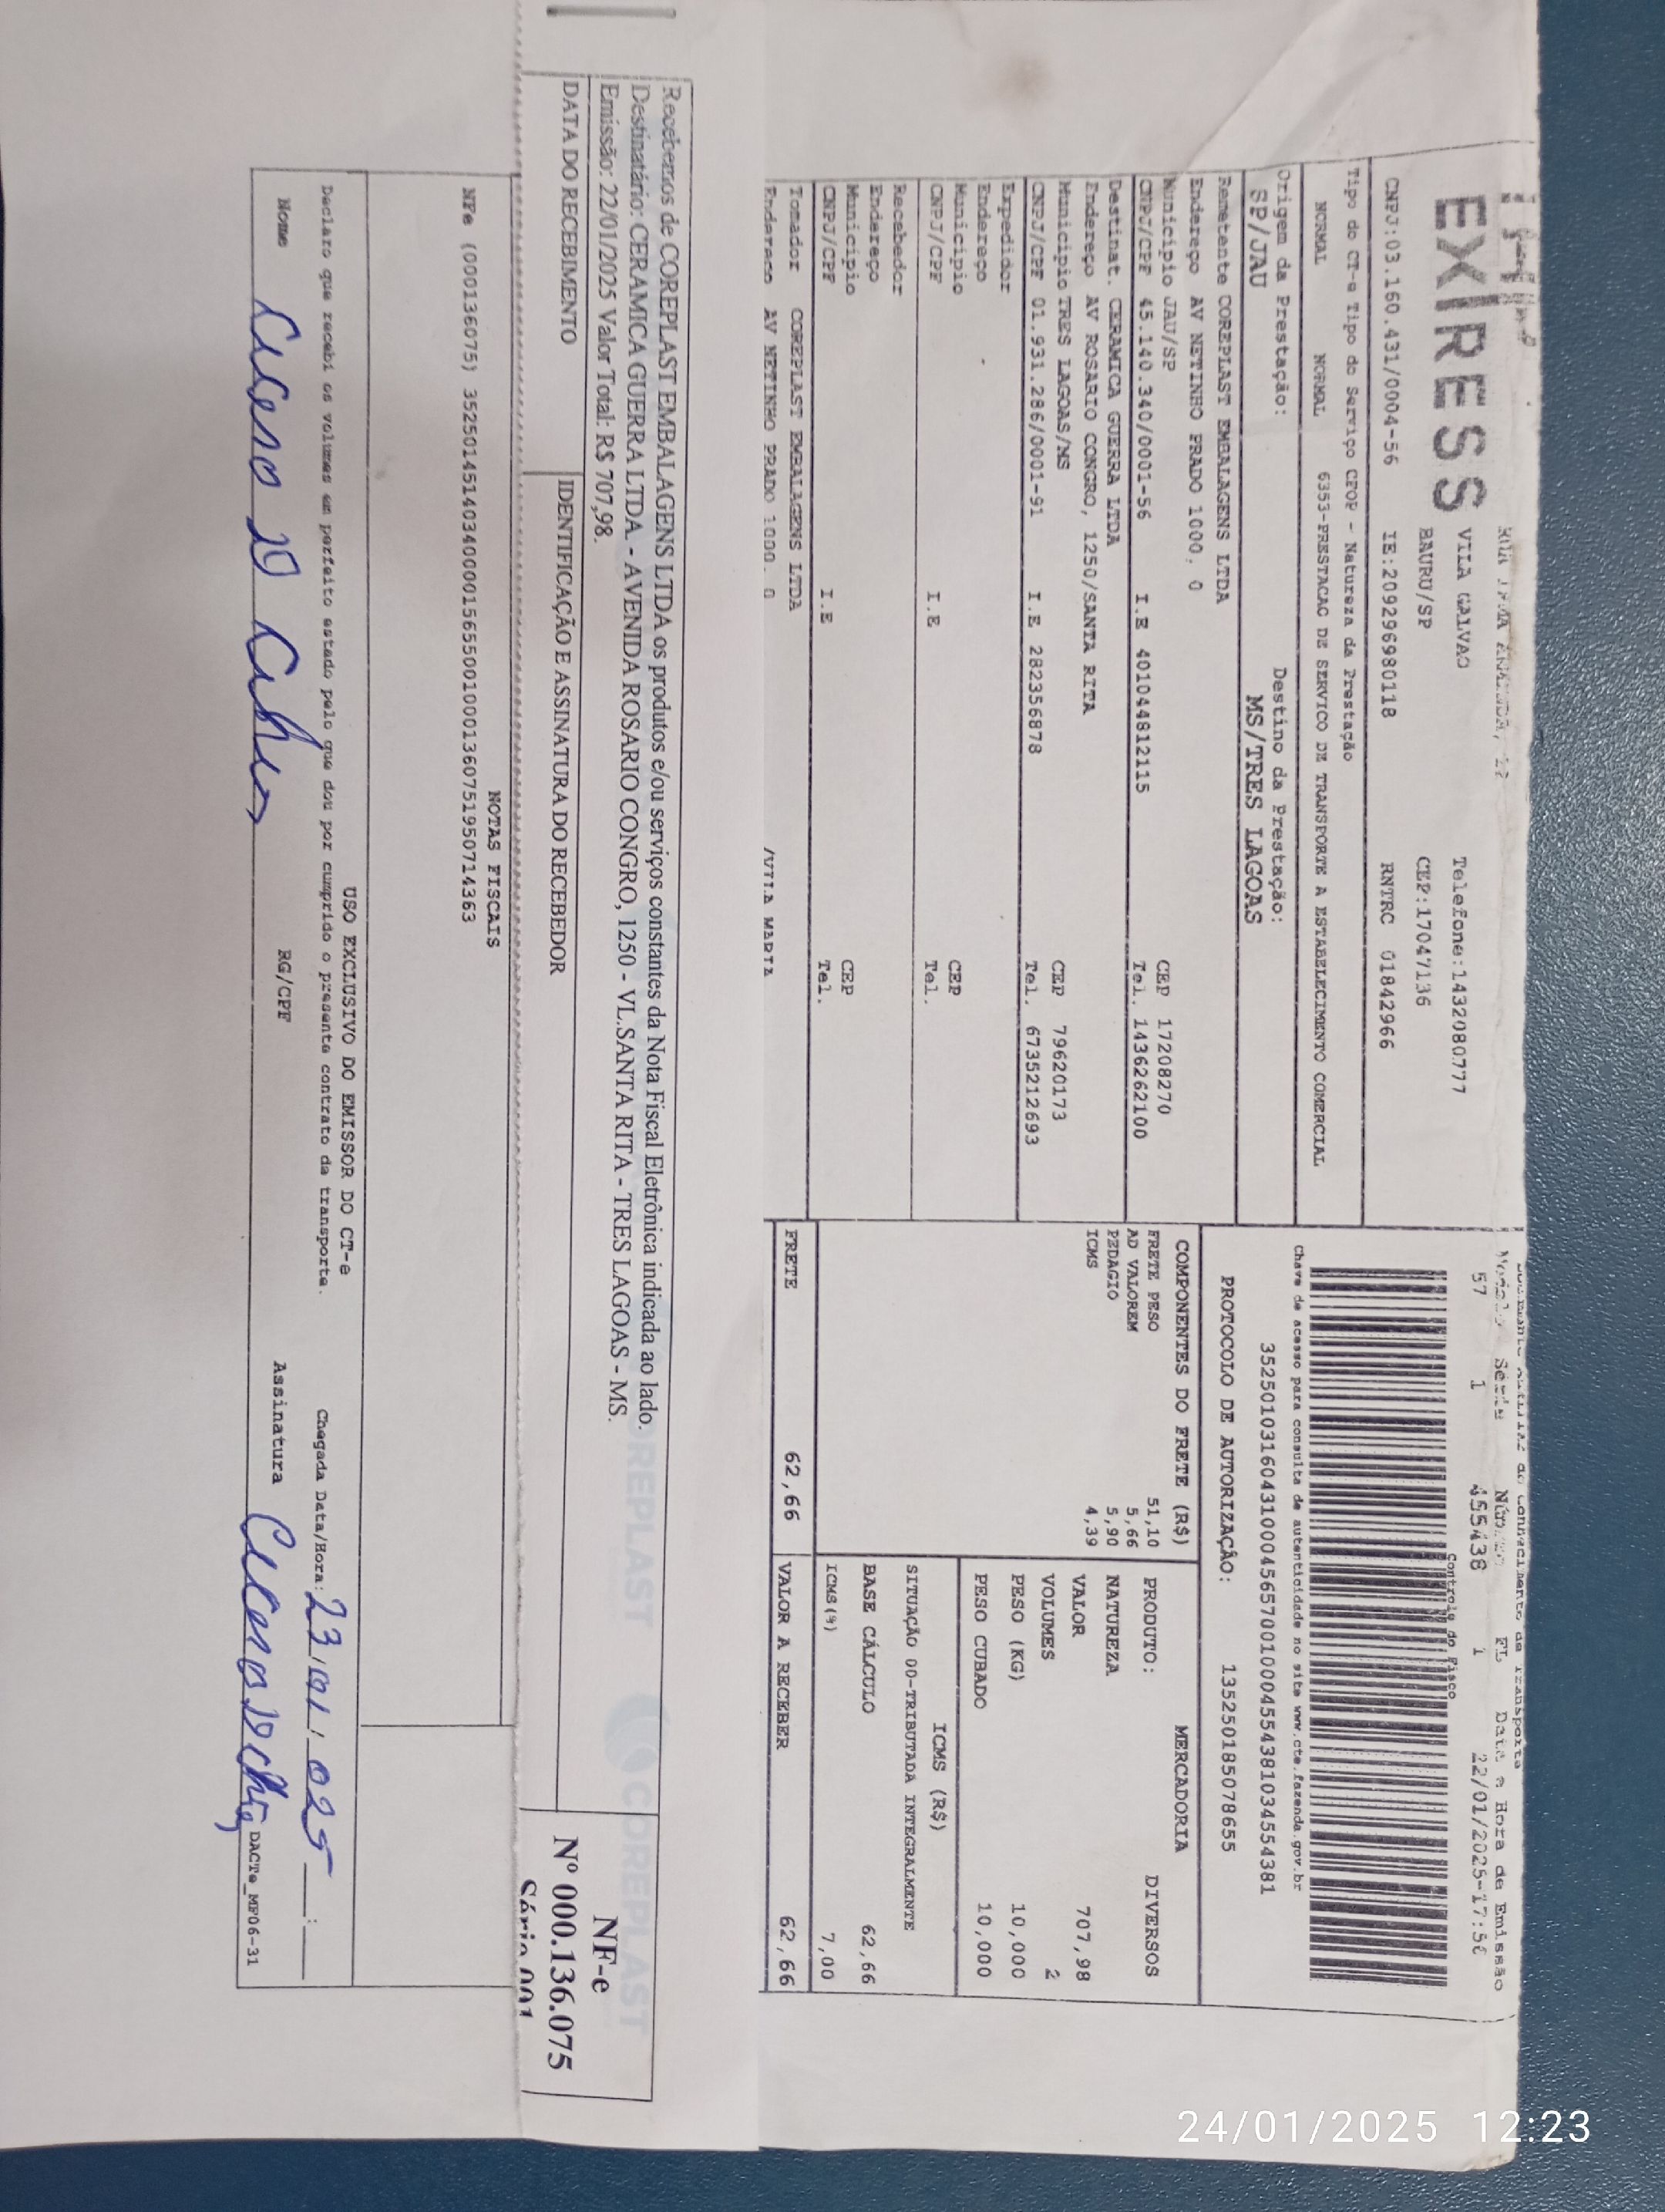 EXPRESS
VILA GALVAO
Telefone:1432080777
BAURU/SP
CEP:17047136
CNPJ:03.160.431/0004-56 IE:209296980118 RNTRC 01842966
Tipo do CT-e Tipo do Serviço CFOP - Natureza da Prestação
NORMAL NORMAL 6353-PRESTACAO DE SERVICO DE TRANSPORTE A ESTABELECIMENTO COMERCIAL
Origem da Prestação: Destino da Prestação:
SP/JAU MS/TRES LAGOAS
Remetente COREPLAST EMBALAGENS LTDA
Endereço AV NETINHO PRADO 1000, 0
Município JAU/SP CEP 17208270
CNPJ/CPF 45.140.340/0001-56 I.E 401044812115 Tel. 1436262100
Destinat. CERAMICA GUERRA LTDA
Endereço AV ROSARIO CONGRO, 1250/SANTA RITA
Município TRES LAGOAS/MS CEP 79620173
CNPJ/CPF 01.931.286/0001-91 I.E 282356878 Tel. 6735212693
Expedidor
Endereço
Município CEP
CNPJ/CPF I.E Tel.
Recebedor
Endereço
Município CEP
CNPJ/CPF I.E Tel.
Tomador COREPLAST EMBALAGENS LTDA
Endereço AV NETINHO PRADO 1000, 0 /VILA MARIA
Documento Auxiliar do Conhecimento de Transporte
Modelo Série Número FL Data e Hora de Emissão
57 1 455438 1 22/01/2025-17:56
Controle do Fisco
Chave de acesso para consulta de autenticidade no site www.cte.fazenda.gov.br
35250103160431000456570010004554381034554381
PROTOCOLO DE AUTORIZAÇÃO: 135250185078655
COMPONENTES DO FRETE (R$)
FRETE PESO 51,10
AD VALOREM 5,66
PEDAGIO 5,90
ICMS 4,39
MERCADORIA
PRODUTO: DIVERSOS
NATUREZA
VALOR 707,98
VOLUMES 2
PESO (KG) 10,000
PESO CUBADO 10,000
ICMS (R$)
SITUAÇÃO 00-TRIBUTADA INTEGRALMENTE
BASE CÁLCULO 62,66
ICMS(%) 7,00
FRETE 62,66 VALOR A RECEBER 62,66
Recebemos de COREPLAST EMBALAGENS LTDA os produtos e/ou serviços constantes da Nota Fiscal Eletrônica indicada ao lado.
Destinatário: CERAMICA GUERRA LTDA - AVENIDA ROSARIO CONGRO, 1250 - VL.SANTA RITA - TRES LAGOAS - MS.
Emissão: 22/01/2025 Valor Total: R$ 707,98.
DATA DO RECEBIMENTO IDENTIFICAÇÃO E ASSINATURA DO RECEBEDOR
COREPLAST COREPLAST
NF-e
Nº 000.136.075
Série 001
NOTAS FISCAIS
NFe (000136075) 35250145140340000156550010001360751950714363
USO EXCLUSIVO DO EMISSOR DO CT-e
Declaro que recebi os volumes em perfeito estado pelo que dou por cumprido o presente contrato de transporte. Chegada Data/Hora: 23/01/025 __:__
Nome RG/CPF Assinatura
DACTe_MP06-31
24/01/2025 12:23